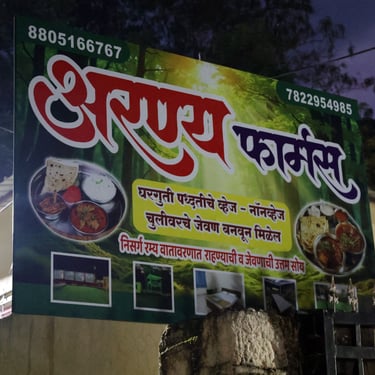 8805166767
7822954985
अरण्य फार्मस्
घरगुती पध्दतीचे व्हेज - नॉनव्हेज
चुलीवरचे जेवण बनवून मिळेल
निसर्ग रम्य वातावरणात राहण्याची व जेवणाची उत्तम सोय